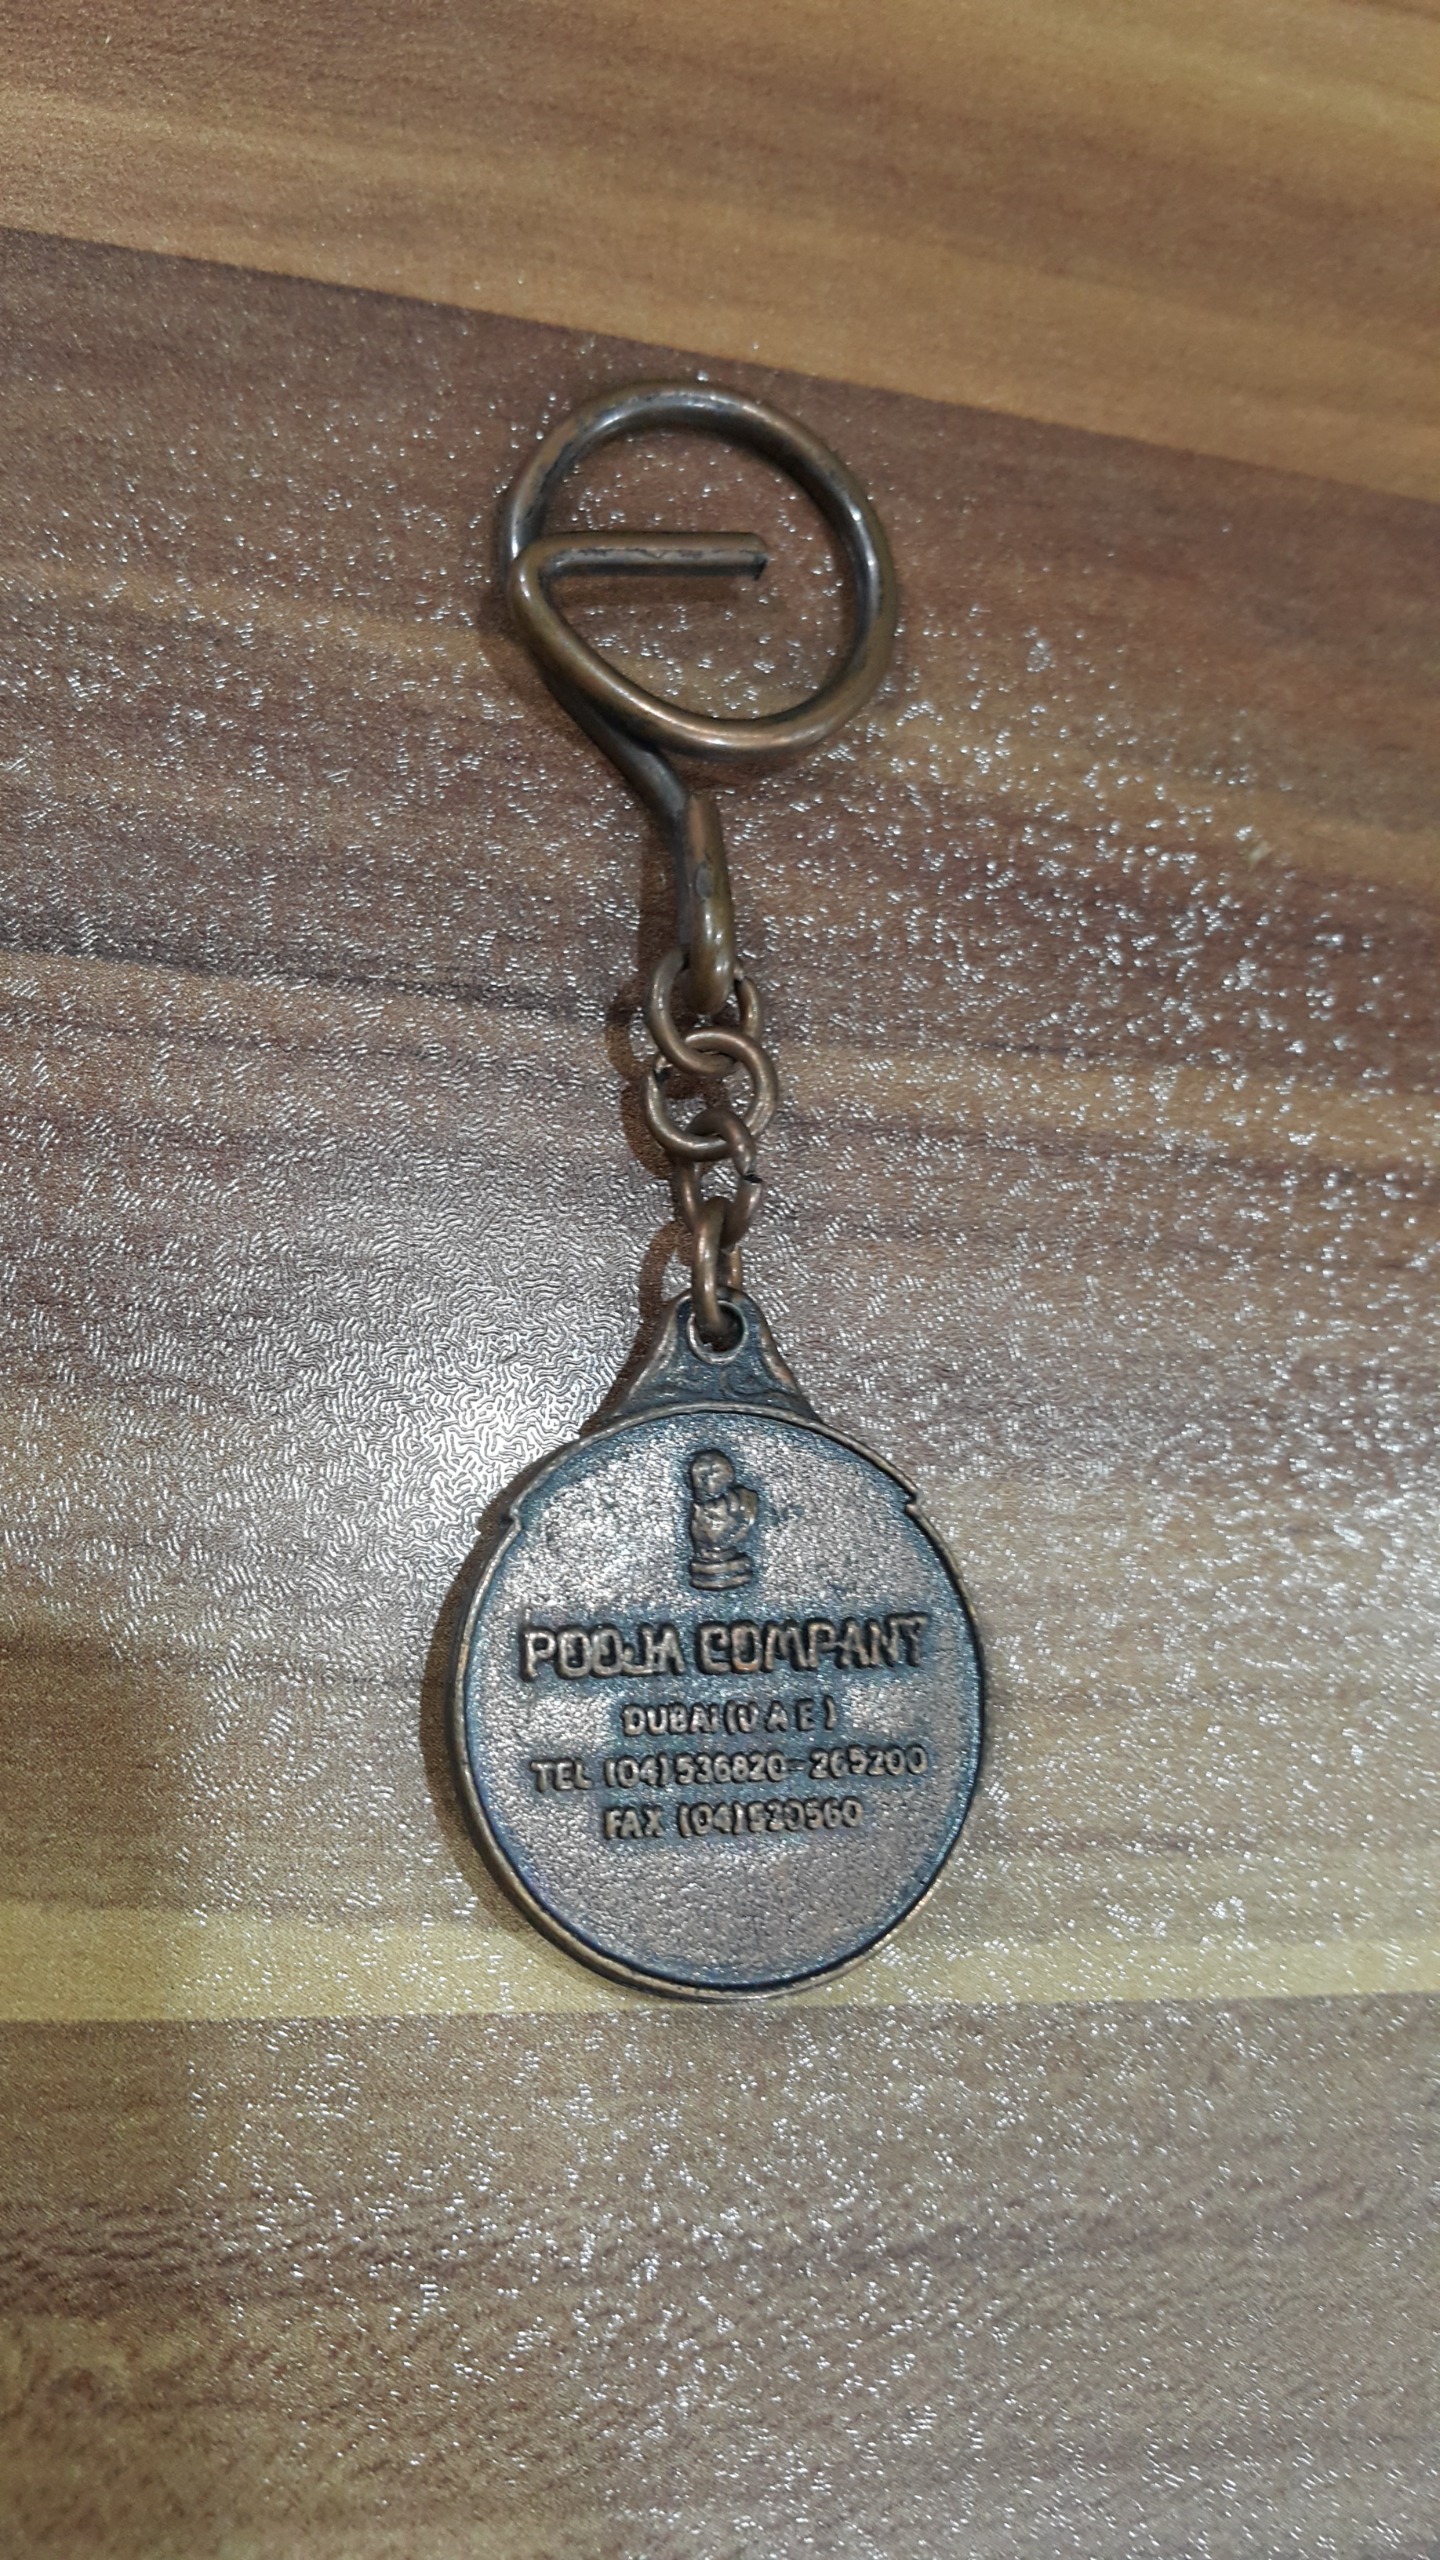 POOJA COMPANY
DUBAI (U A E)
TEL (04) 536820-269200
FAX (04) 520560